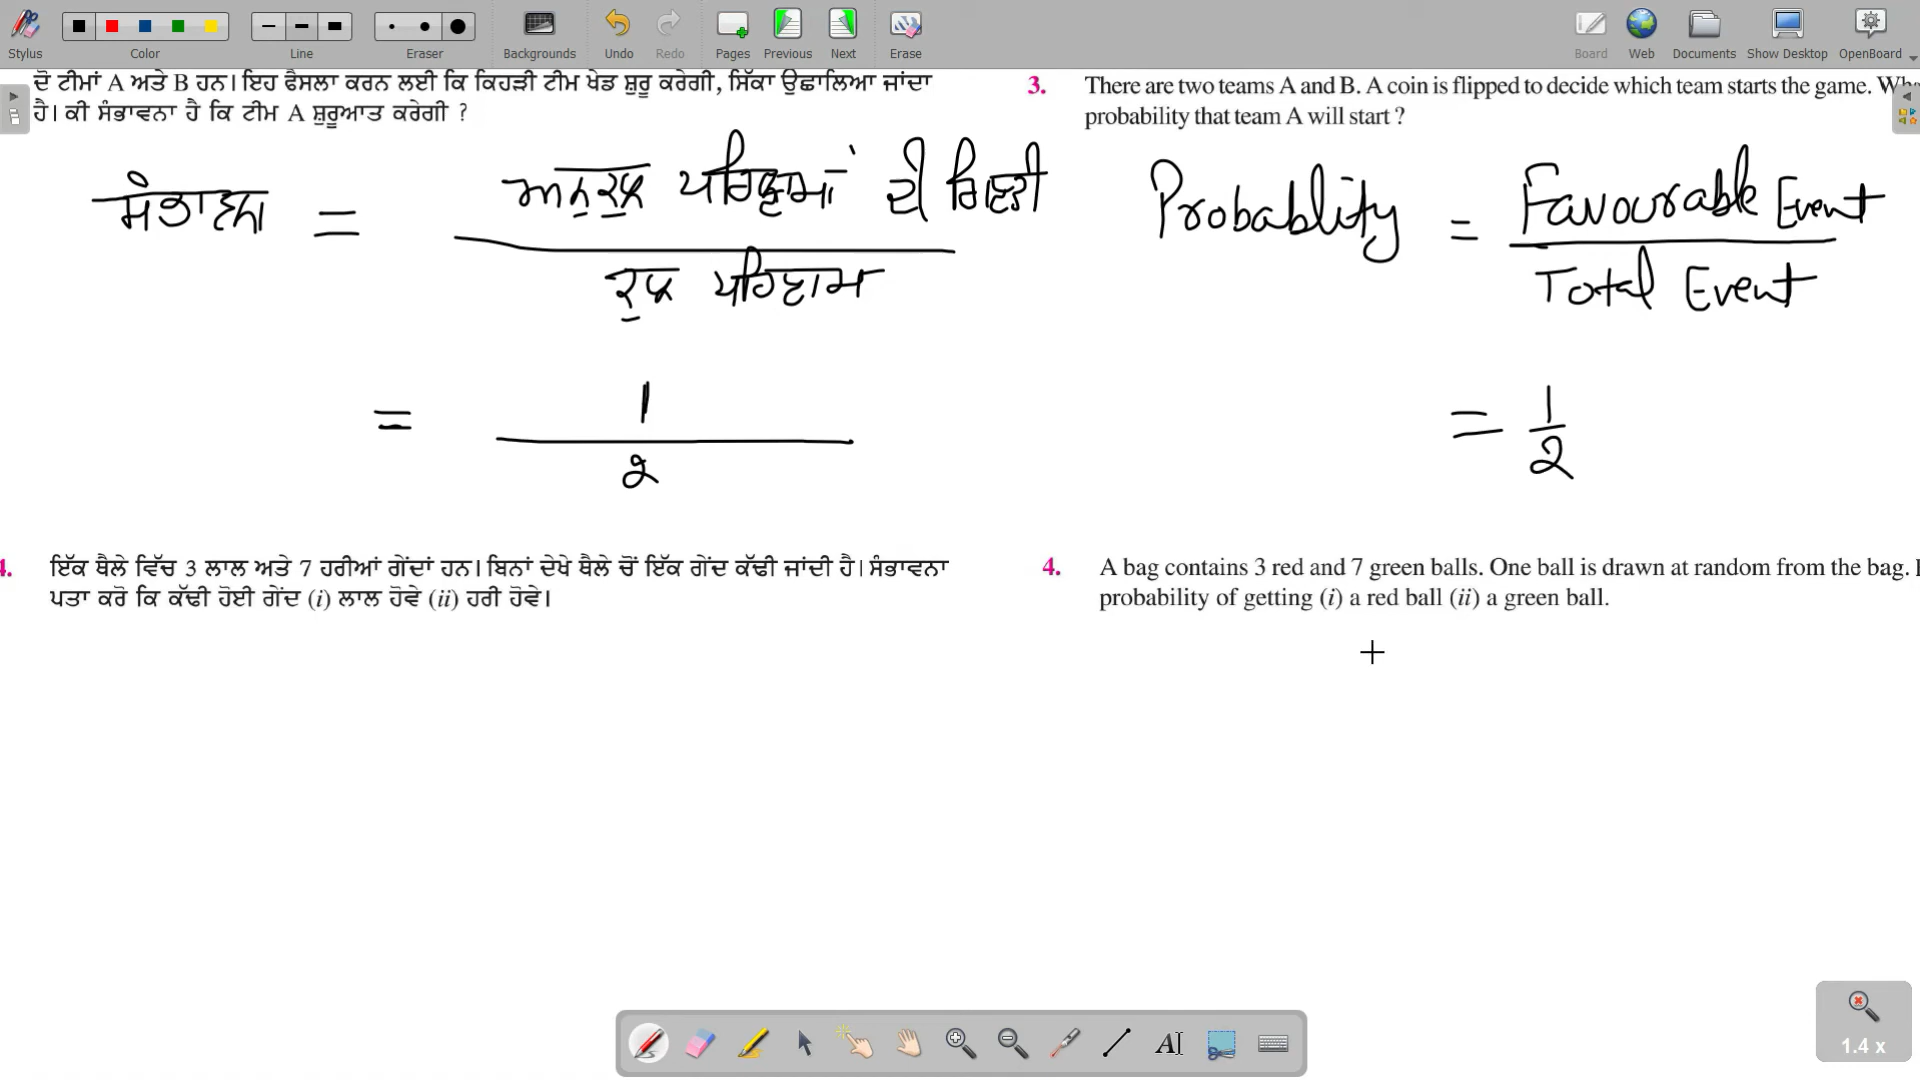 Stylus
Color
Line
Eraser
Backgrounds
Undo
Redo
Pages
Previous
Next
Erase
Board
Web
Documents
Show Desktop
OpenBoard
ਦੋ ਟੀਮਾਂ A ਅਤੇ B ਹਨ। ਇਹ ਫੈਸਲਾ ਕਰਨ ਲਈ ਕਿ ਕਿਹੜੀ ਟੀਮ ਖੇਡ ਸ਼ੁਰੂ ਕਰੇਗੀ, ਸਿੱਕਾ ਉਛਾਲਿਆ ਜਾਂਦਾ
ਹੈ। ਕੀ ਸੰਭਾਵਨਾ ਹੈ ਕਿ ਟੀਮ A ਸ਼ੁਰੂਆਤ ਕਰੇਗੀ ?
ਸੰਭਾਵਨਾ = ਅਨੁਕੂਲ ਪਰਿਣਾਮਾਂ ਦੀ ਗਿਣਤੀ
ਕੁੱਲ ਪਰਿਣਾਮ
= 1
2
3. There are two teams A and B. A coin is flipped to decide which team starts the game.
probability that team A will start ?
Probablity = Favourable Event
Total Event
= 1
2
4. ਇੱਕ ਥੈਲੇ ਵਿੱਚ 3 ਲਾਲ ਅਤੇ 7 ਹਰੀਆਂ ਗੇਂਦਾਂ ਹਨ। ਬਿਨਾਂ ਦੇਖੇ ਥੈਲੇ ਚੋਂ ਇੱਕ ਗੇਂਦ ਕੱਢੀ ਜਾਂਦੀ ਹੈ। ਸੰਭਾਵਨਾ
ਪਤਾ ਕਰੋ ਕਿ ਕੱਢੀ ਹੋਈ ਗੇਂਦ (i) ਲਾਲ ਹੋਵੇ (ii) ਹਰੀ ਹੋਵੇ।
4. A bag contains 3 red and 7 green balls. One ball is drawn at random from the bag.
probability of getting (i) a red ball (ii) a green ball.
1.4 x